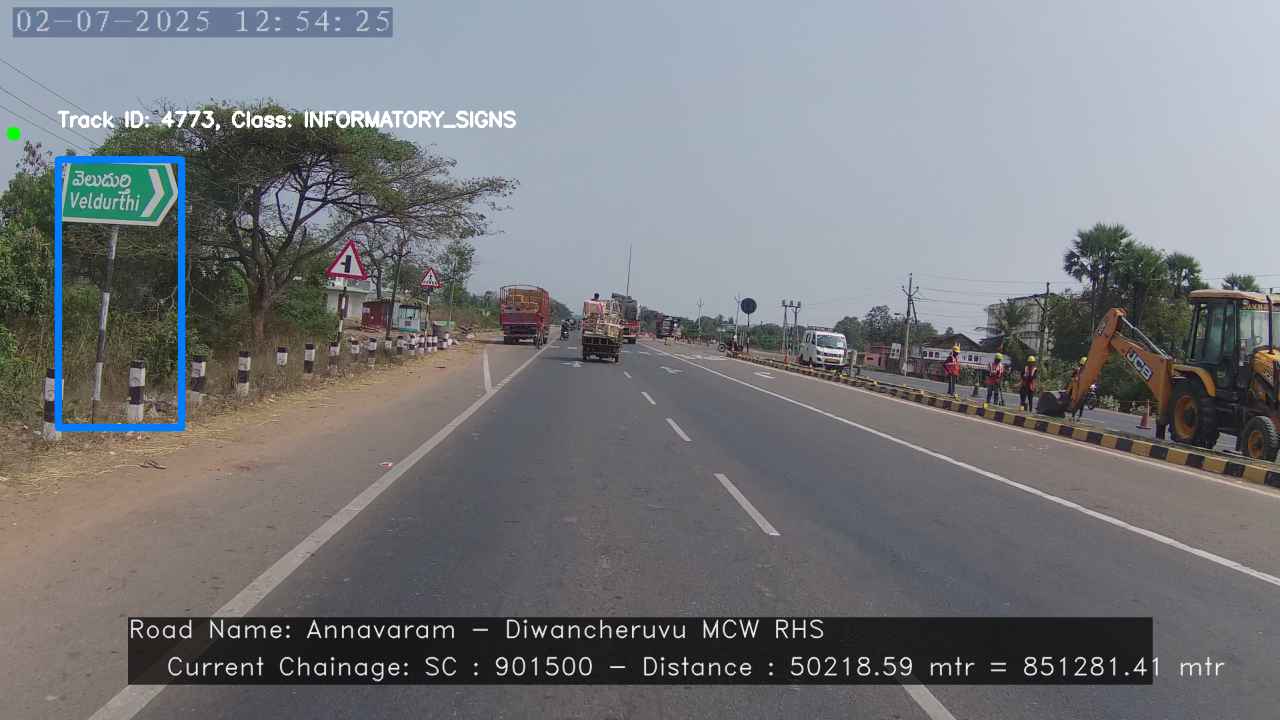 02-07-2025 12:54:25
Track ID: 4773, Class: INFORMATORY_SIGNS
వెలుదుర్తి
Veldurthi
JCB
Road Name: Annavaram - Diwancheruvu MCW RHS
Current Chainage: SC : 901500 - Distance : 50218.59 mtr = 851281.41 mtr